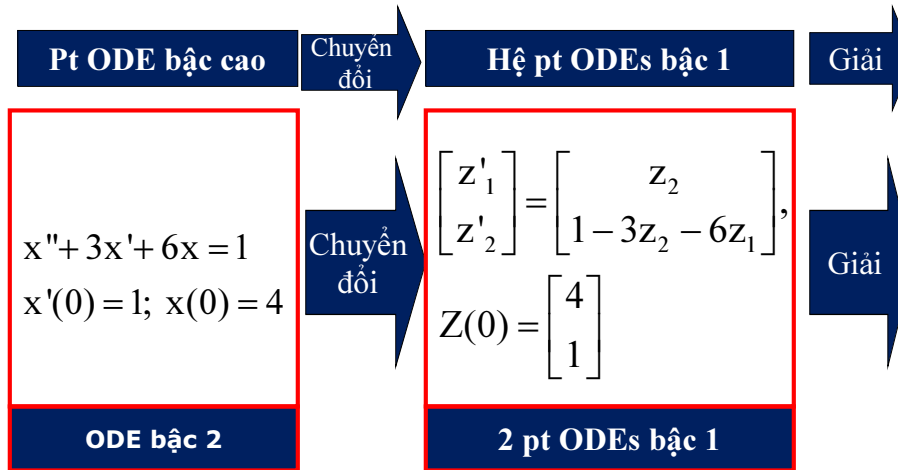 Pt ODE bậc cao
Chuyển
đổi
Hệ pt ODEs bậc 1
Giải
x"+ 3x'+ 6x = 1
x'(0) = 1; x(0) = 4
Chuyển
đổi
[z'₁; z'₂] = [z₂; 1 − 3z₂ − 6z₁],
Z(0) = [4; 1]
Giải
ODE bậc 2
2 pt ODEs bậc 1